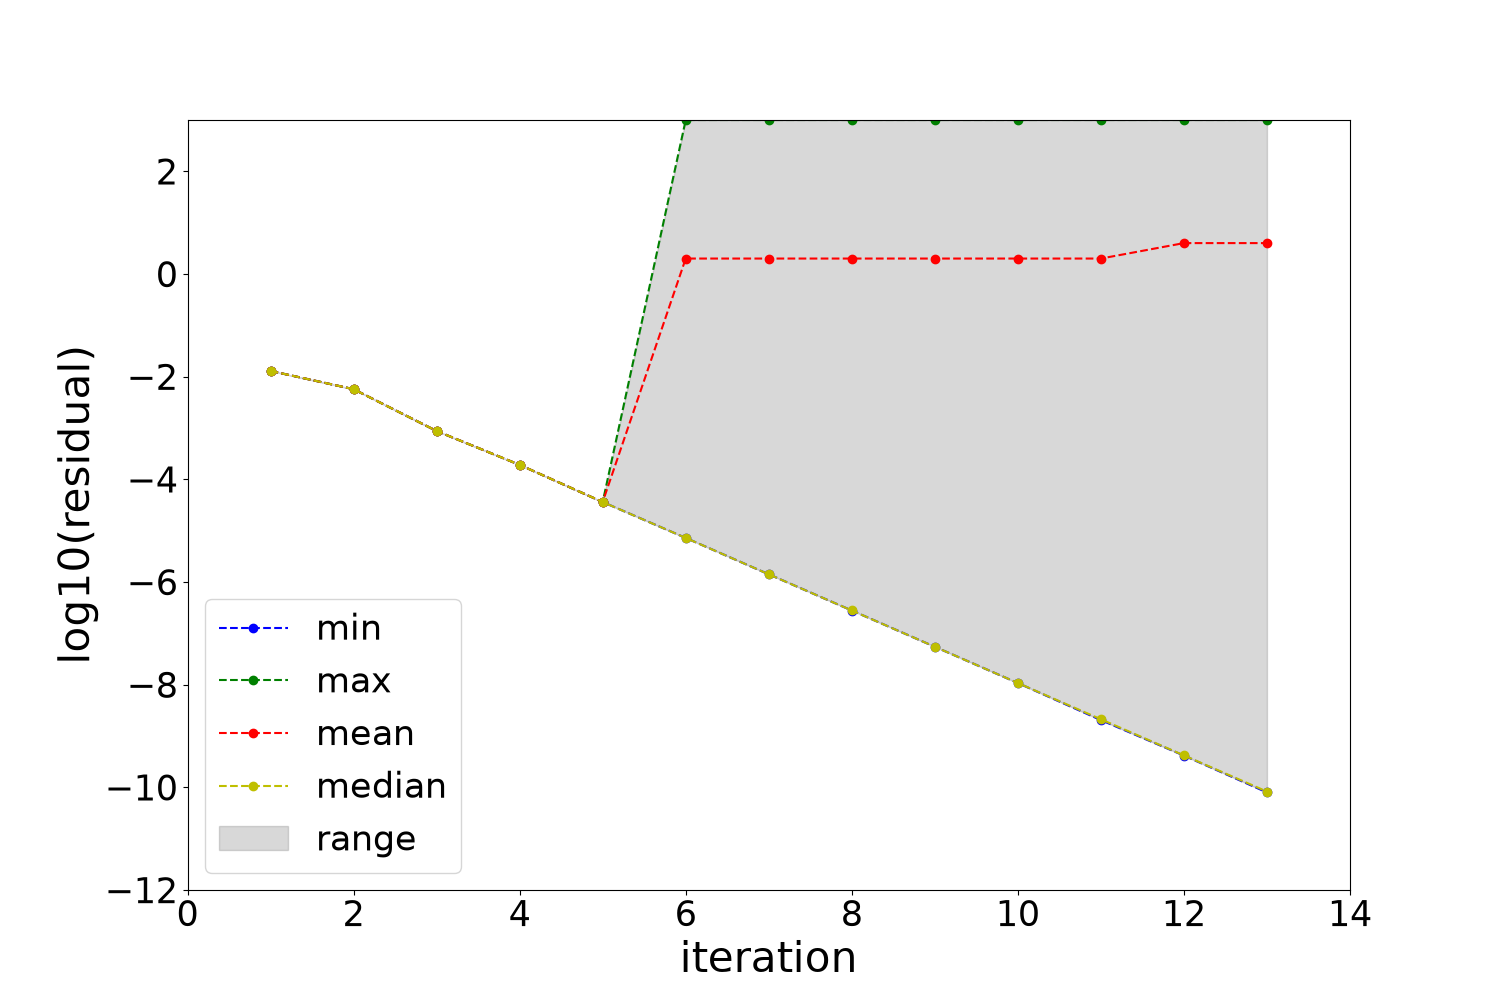 2
0
−2
−4
−6
−8
−10
−12
log10(residual)
min
max
mean
median
range
0 2 4 6 8 10 12 14
iteration